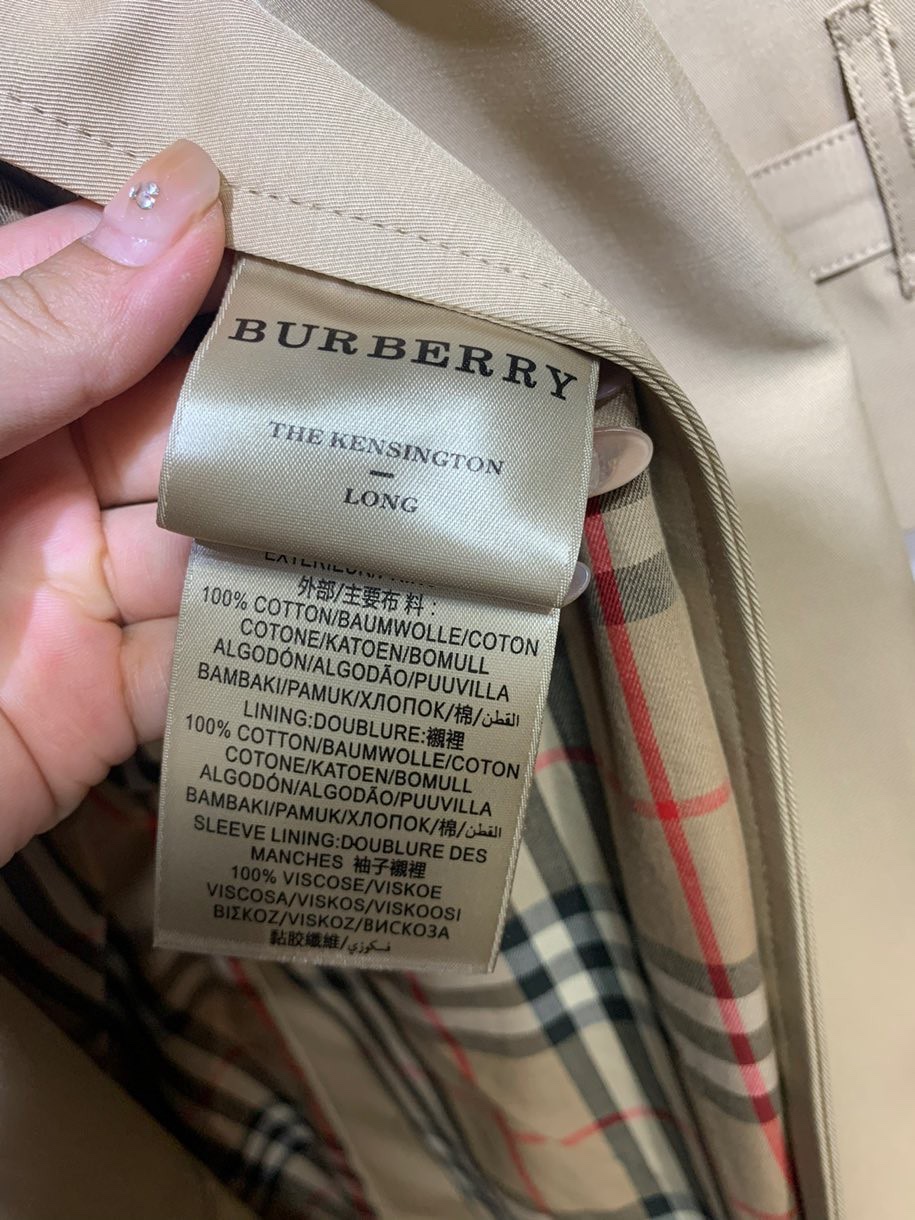 BURBERRY
THE KENSINGTON
—
LONG
外部/主要布料:
100% COTTON/BAUMWOLLE/COTON
COTONE/KATOEN/BOMULL
ALGODÓN/ALGODÃO/PUUVILLA
BAMBAKI/PAMUK/ХЛОПОК/棉/القطن
LINING:DOUBLURE:襯裡
100% COTTON/BAUMWOLLE/COTON
COTONE/KATOEN/BOMULL
ALGODÓN/ALGODÃO/PUUVILLA
BAMBAKI/PAMUK/ХЛОПОК/棉/القطن
SLEEVE LINING:DOUBLURE DES
MANCHES 袖子襯裡
100% VISCOSE/VISKOE
VISCOSA/VISKOS/VISKOOSI
ΒΙΣΚΟΖ/VISKOZ/ВИСКОЗА
黏胶纖維/فسكوزي